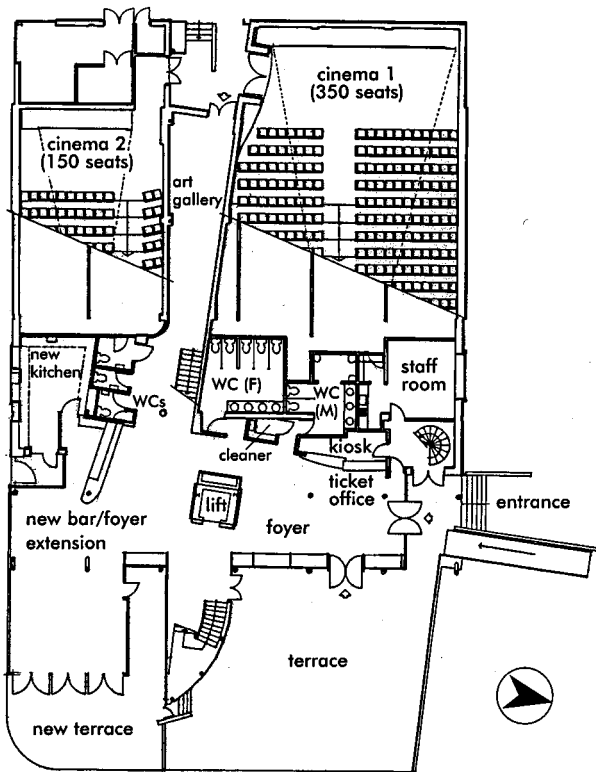 cinema 1
(350 seats)
cinema 2
(150 seats)
art
gallery
new
kitchen
WCs
WC (F)
WC
(M)
staff
room
cleaner
kiosk
ticket
office
lift
foyer
entrance
new bar/foyer
extension
terrace
new terrace